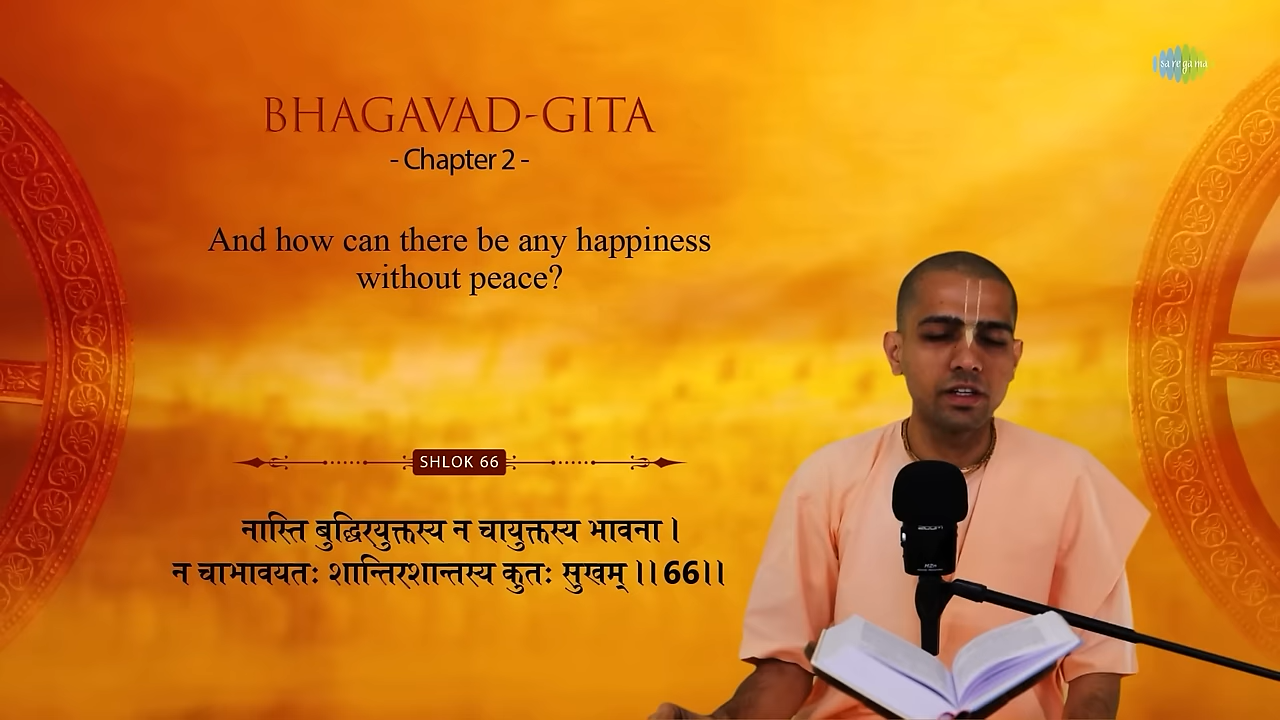 saregama
BHAGAVAD-GITA
- Chapter 2 -
And how can there be any happiness
without peace?
SHLOK 66
नास्ति बुद्धिरयुक्तस्य न चायुक्तस्य भावना ।
न चाभावयतः शान्तिरशान्तस्य कुतः सुखम् ।।66।।
zoom